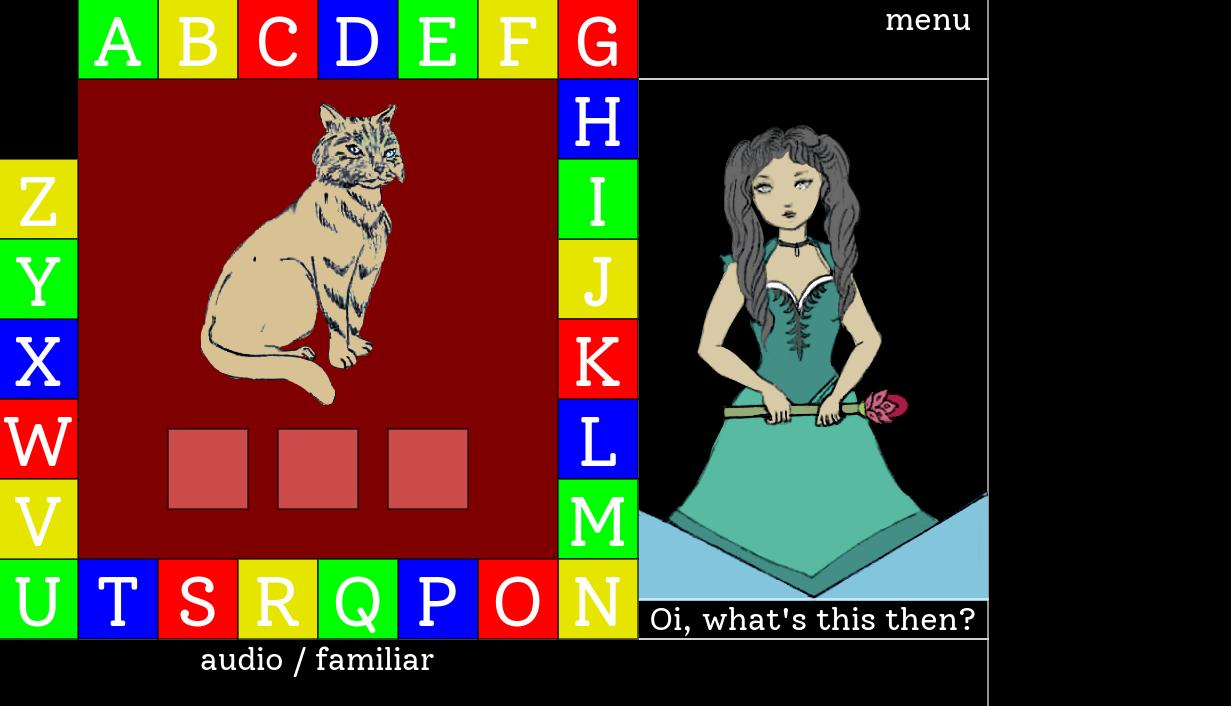 A B C D E F G
H
I
J
K
L
M
N
O
P
Q
R
S
T
U
V
W
X
Y
Z
menu
Oi, what's this then?
audio / familiar